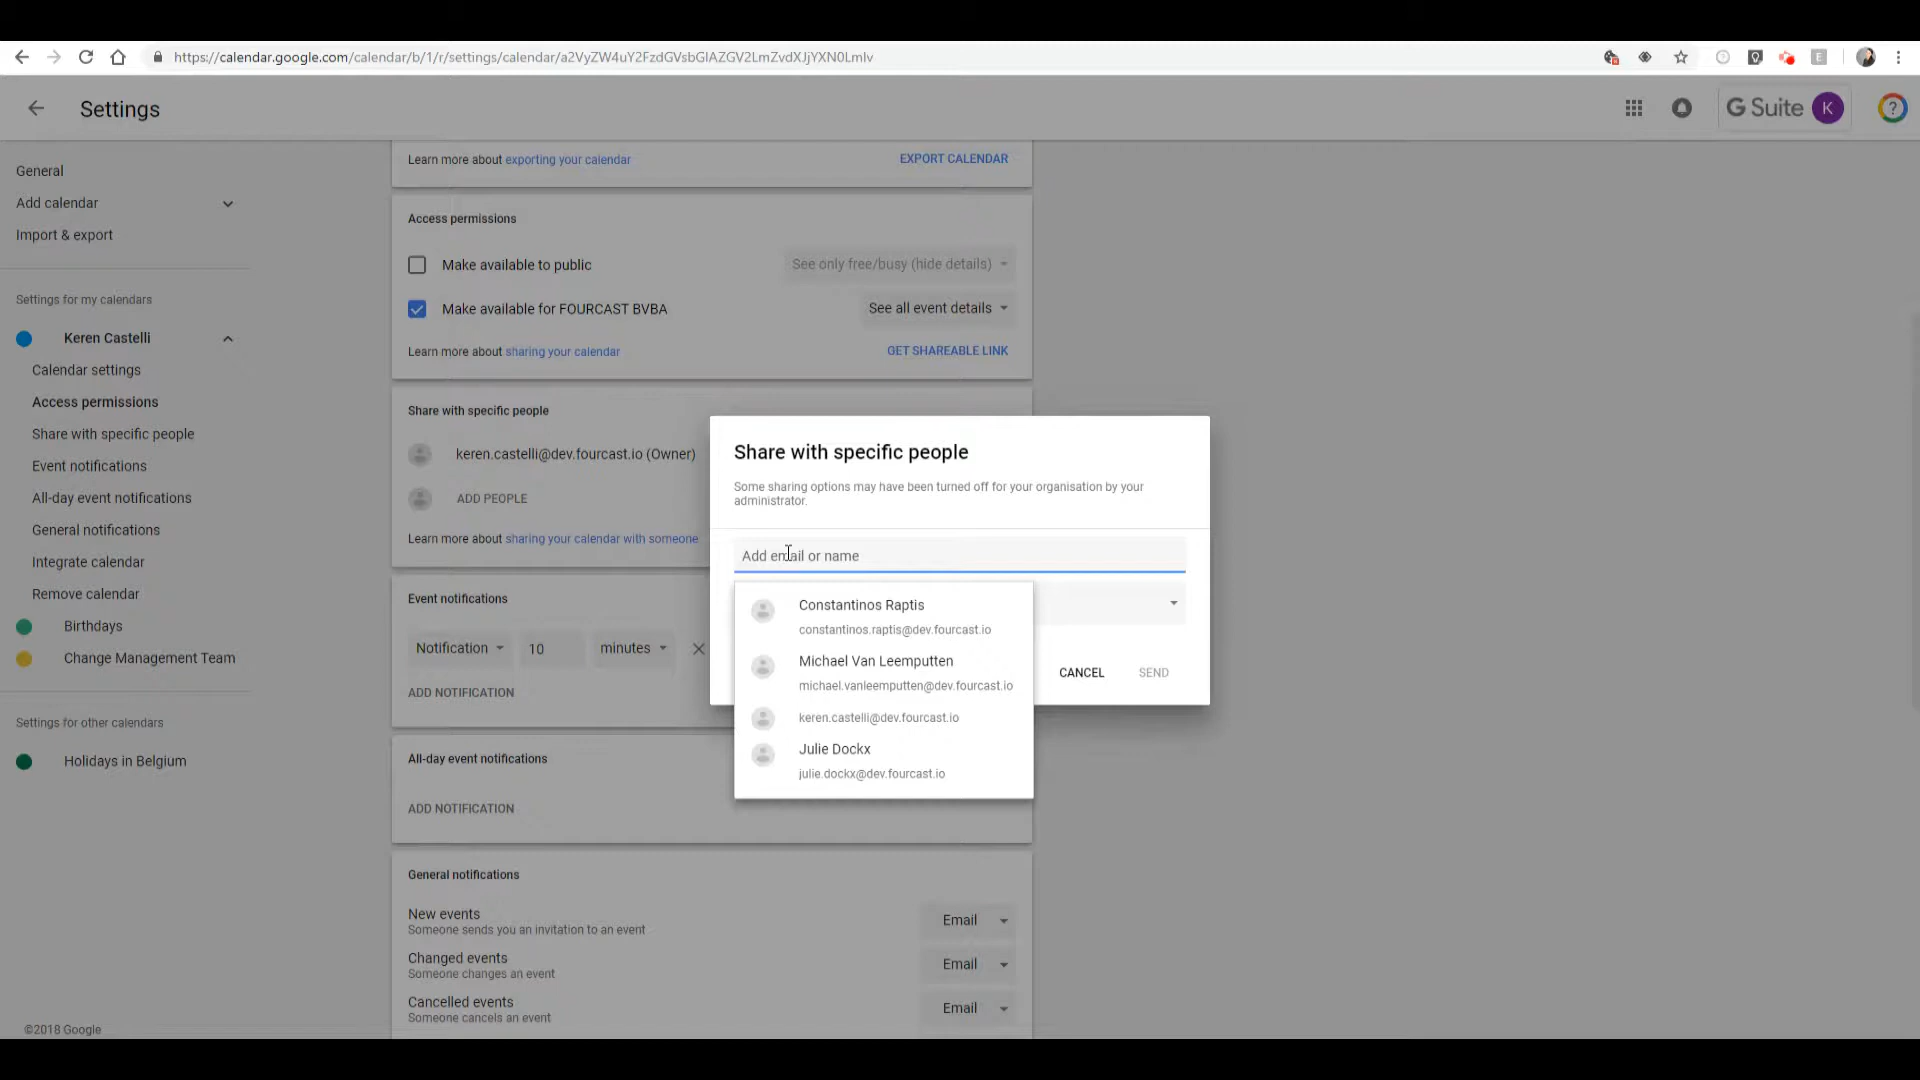 https://calendar.google.com/calendar/b/1/r/settings/calendar/a2VyZW4uY2FzdGVsbGlAZGV2LmZvdXJjYXN0Lmlv
Settings
G Suite K
?
General
Add calendar
Import & export
Settings for my calendars
Keren Castelli
Calendar settings
Access permissions
Share with specific people
Event notifications
All-day event notifications
General notifications
Integrate calendar
Remove calendar
Birthdays
Change Management Team
Settings for other calendars
Holidays in Belgium
©2018 Google
Learn more about exporting your calendar EXPORT CALENDAR
Access permissions
Make available to public See only free/busy (hide details)
Make available for FOURCAST BVBA See all event details
Learn more about sharing your calendar GET SHAREABLE LINK
Share with specific people
keren.castelli@dev.fourcast.io (Owner)
ADD PEOPLE
Learn more about sharing your calendar with someone
Event notifications
Notification 10 minutes
ADD NOTIFICATION
All-day event notifications
ADD NOTIFICATION
General notifications
New events Email
Someone sends you an invitation to an event
Changed events Email
Someone changes an event
Cancelled events Email
Someone cancels an event
Share with specific people
Some sharing options may have been turned off for your organisation by your
administrator.
Add email or name
Constantinos Raptis
constantinos.raptis@dev.fourcast.io
Michael Van Leemputten
michael.vanleemputten@dev.fourcast.io
keren.castelli@dev.fourcast.io
Julie Dockx
julie.dockx@dev.fourcast.io
CANCEL SEND